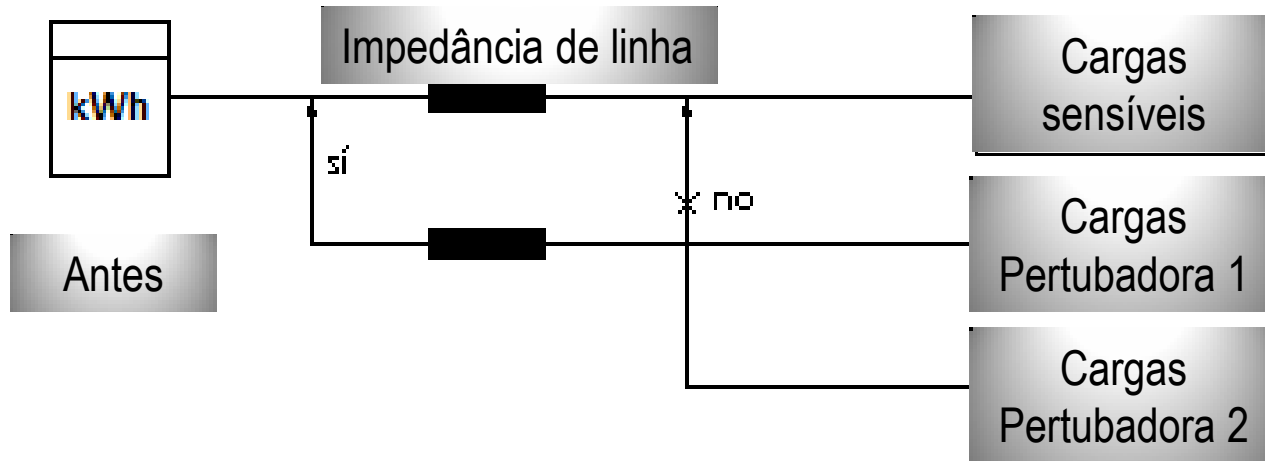 Impedância de linha
Cargas
sensíveis
kWh
sí
no
Cargas
Pertubadora 1
Antes
Cargas
Pertubadora 2